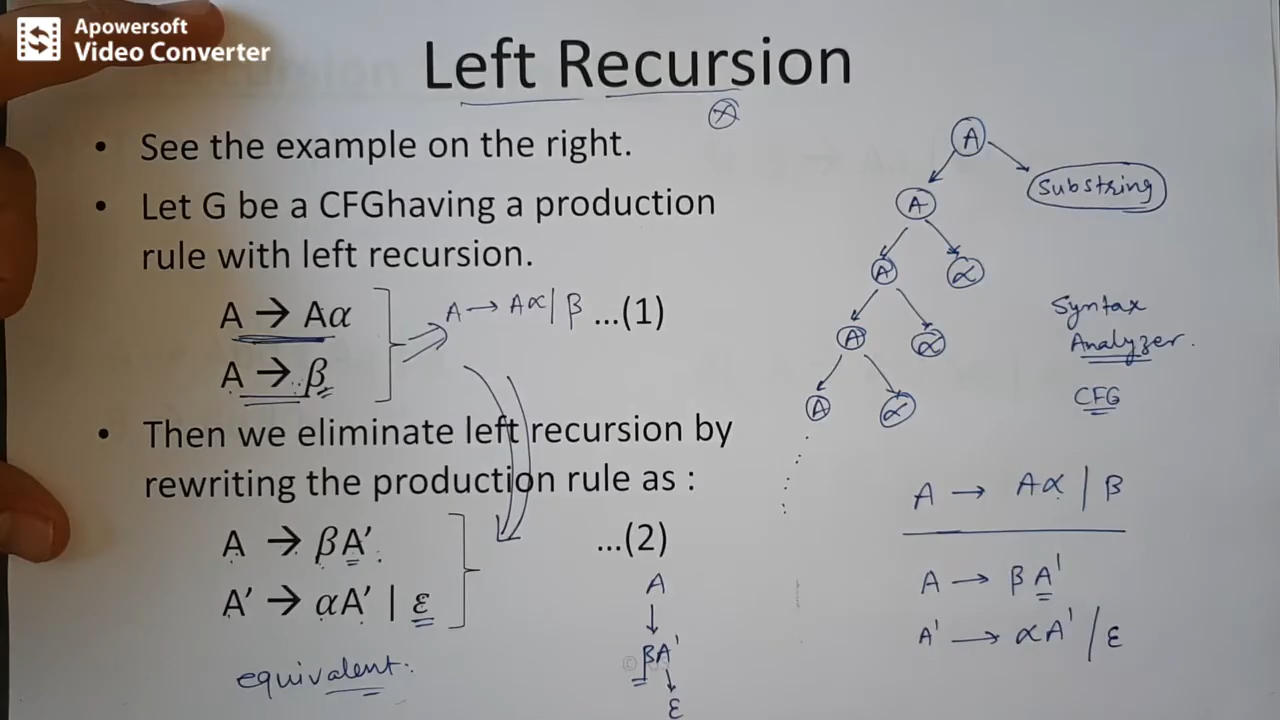 Apowersoft
Video Converter
Left Recursion
• See the example on the right.
• Let G be a CFGhaving a production
rule with left recursion.
A → Aα
A → β
A → Aα | β ...(1)
• Then we eliminate left recursion by
rewriting the production rule as :
A → βA'
A' → αA' | ε
...(2)
equivalent.
A
βA'
ε
A
A
Substring
A
α
A
α
A
α
Syntax
Analyzer.
CFG
A → Aα | β
A → βA'
A' → αA' / ε